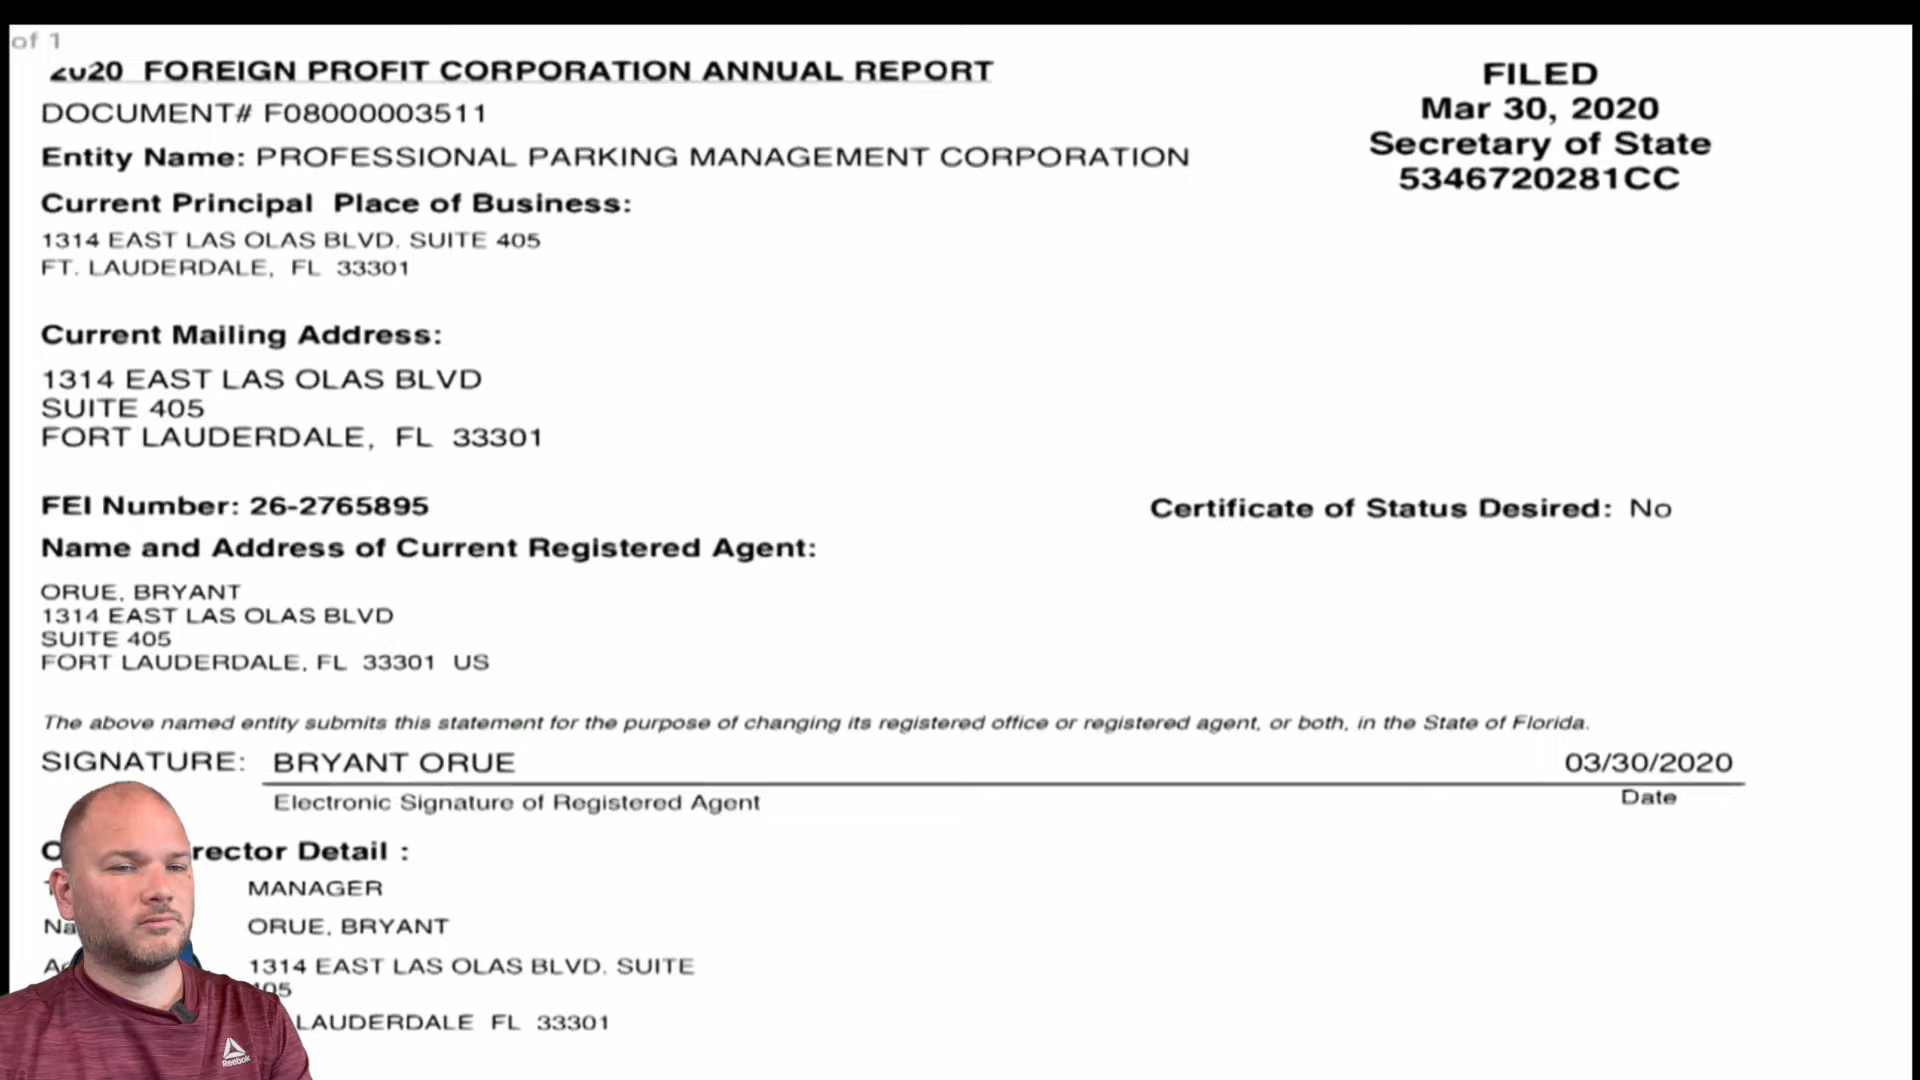 of 1
2020 FOREIGN PROFIT CORPORATION ANNUAL REPORT
DOCUMENT# F08000003511
Entity Name: PROFESSIONAL PARKING MANAGEMENT CORPORATION
Current Principal Place of Business:
1314 EAST LAS OLAS BLVD. SUITE 405
FT. LAUDERDALE, FL 33301
FILED
Mar 30, 2020
Secretary of State
5346720281CC
Current Mailing Address:
1314 EAST LAS OLAS BLVD
SUITE 405
FORT LAUDERDALE, FL 33301
FEI Number: 26-2765895
Certificate of Status Desired: No
Name and Address of Current Registered Agent:
ORUE, BRYANT
1314 EAST LAS OLAS BLVD
SUITE 405
FORT LAUDERDALE, FL 33301 US
The above named entity submits this statement for the purpose of changing its registered office or registered agent, or both, in the State of Florida.
SIGNATURE: BRYANT ORUE
03/30/2020
Electronic Signature of Registered Agent
Date
Detail :
MANAGER
ORUE, BRYANT
1314 EAST LAS OLAS BLVD. SUITE
LAUDERDALE FL 33301
Reebok